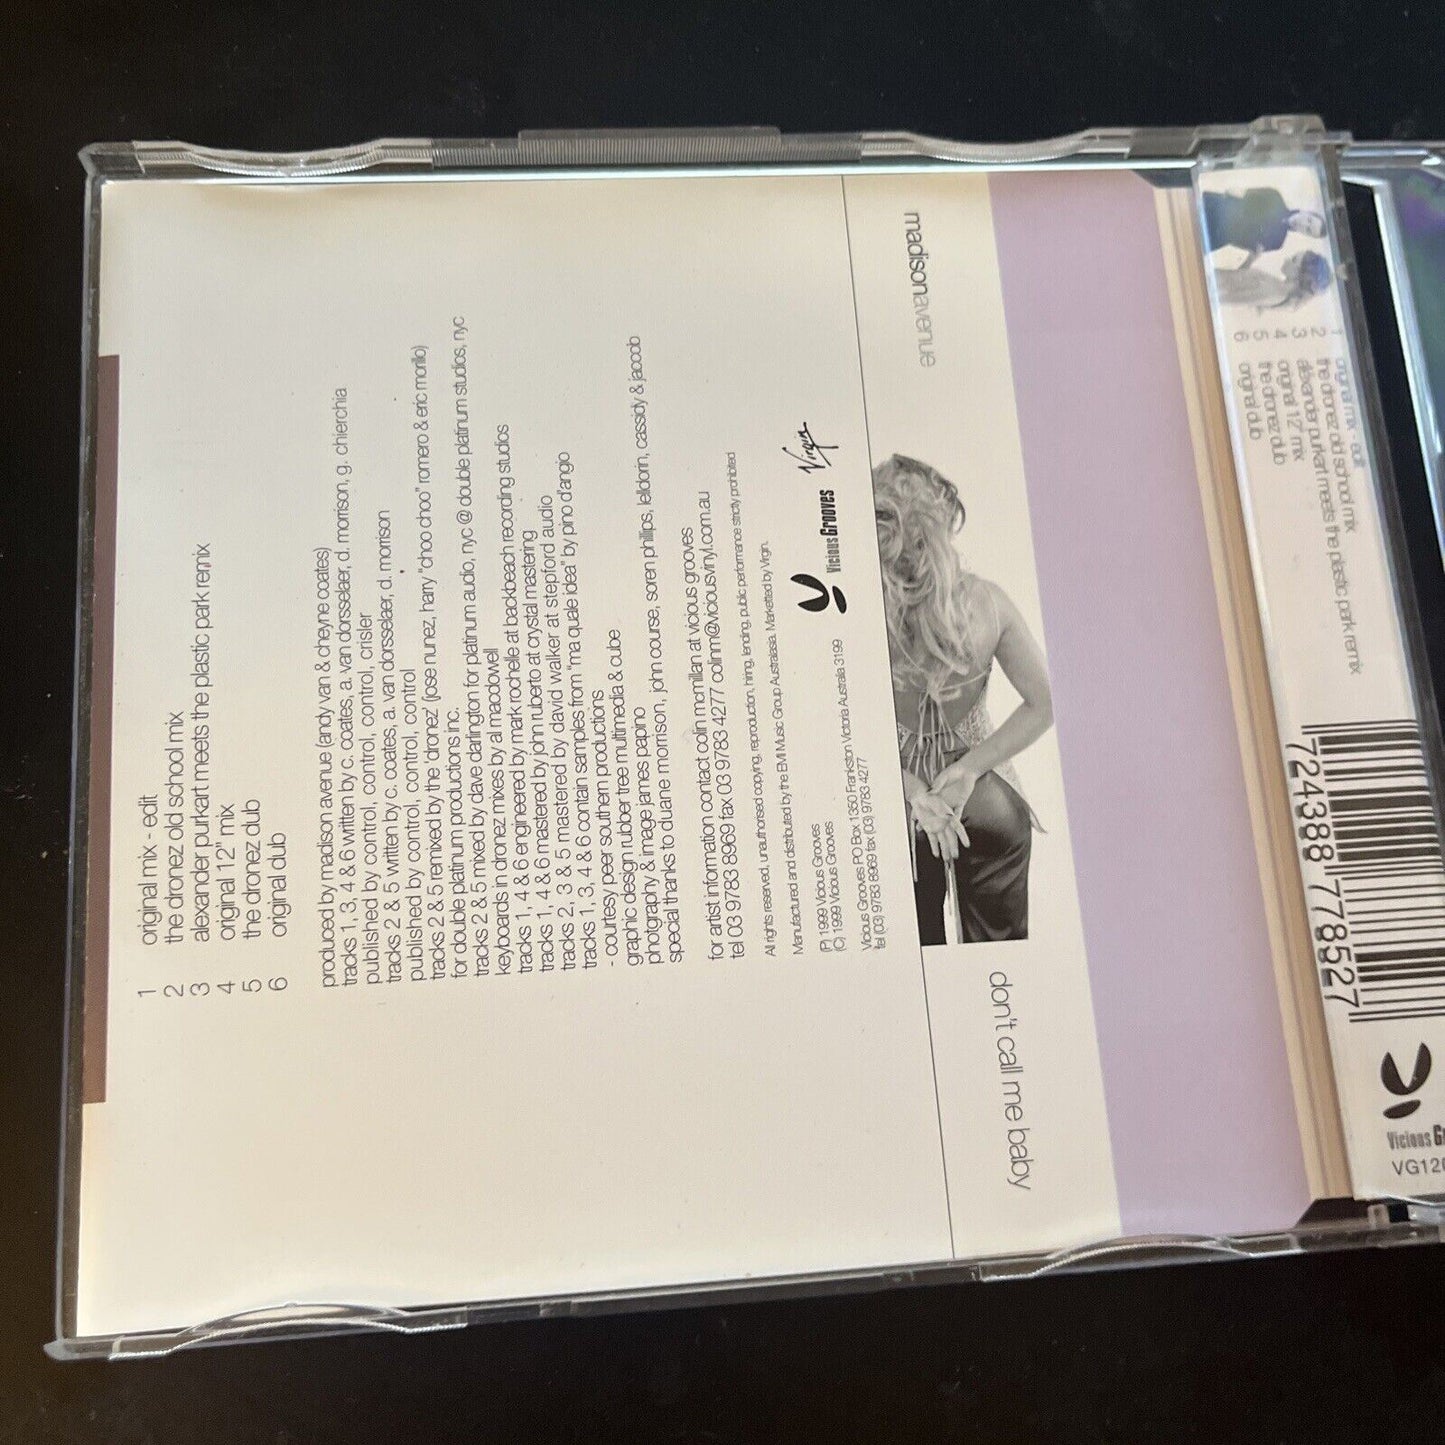 1 original mix - edit
2 the dronez old school mix
3 alexander purkart meets the plastic park remix
4 original 12" mix
5 the dronez dub
6 original dub
produced by madison avenue (andy van & cheyne coates)
tracks 1, 3, 4 & 6 written by c. coates, a. van dorsselaer, d. morrison, g. chierchia
published by control, control, control, crisler
tracks 2 & 5 written by c. coates, a. van dorsselaer, d. morrison
published by control, control, control
tracks 2 & 5 remixed by the 'dronez' (jose nunez, harry "choo choo" romero & eric morillo)
for double platinum productions inc.
tracks 2 & 5 mixed by dave darlington for platinum audio, nyc @ double platinum studios, nyc
keyboards in dronez mixes by al macdowell
tracks 1, 4 & 6 engineered by mark rochelle at backbeach recording studios
tracks 1, 4 & 6 mastered by john ruberto at crystal mastering
tracks 2, 3 & 5 mastered by david walker at stepford audio
tracks 1, 3, 4 & 6 contain samples from "ma quale idea" by pino d'angio
- courtesy peer southern productions
graphic design rubber tree multimedia & cube
photgraphy & image james papino
special thanks to duane morrison, john course, soren phillips, lelldorin, cassidy & jaccob
for artist information contact colin mcmillan at vicious grooves
tel 03 9783 8969 fax 03 9783 4277 colinm@viciousvinyl.com.au
All rights reserved, unauthorised copying, reproduction, hiring, lending, public performance strictly prohibited
Manufactured and distributed by the EMI Music Group Australasia. Marketed by Virgin.
(P) 1999 Vicious Grooves
(C) 1999 Vicious Grooves
Vicious Grooves PO Box 1350 Frankston Victoria Australia 3199
tel (03) 9783 8969 fax (03) 9783 4277
Vicious Grooves
Virgin
madisonavenue
don't call me baby
1 original mix - edit
2 the dronez old school mix
3 alexander purkart meets the plastic park remix
4 original 12" mix
5 the dronez dub
6 original dub
7 24388 77852 7
Vicious